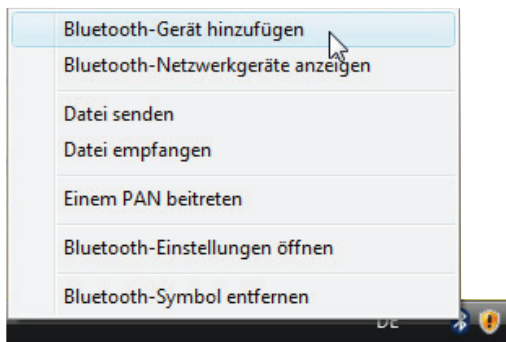 Bluetooth-Gerät hinzufügen
Bluetooth-Netzwerkgeräte anzeigen
Datei senden
Datei empfangen
Einem PAN beitreten
Bluetooth-Einstellungen öffnen
Bluetooth-Symbol entfernen
DE